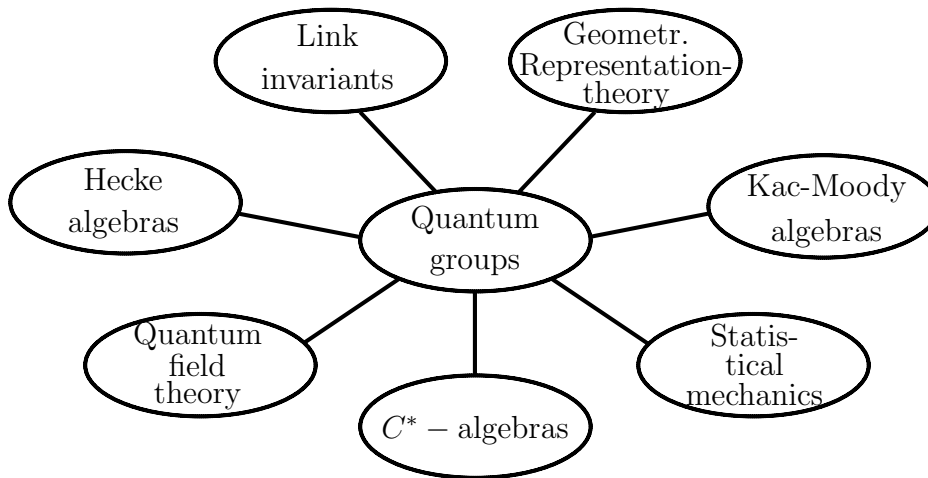 Link
invariants
Geometr.
Representation-
theory
Hecke
algebras
Quantum
groups
Kac-Moody
algebras
Quantum
field
theory
C* − algebras
Statis-
tical
mechanics